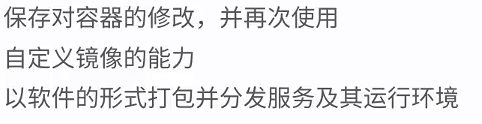 保存对容器的修改，并再次使用
自定义镜像的能力
以软件的形式打包并分发服务及其运行环境